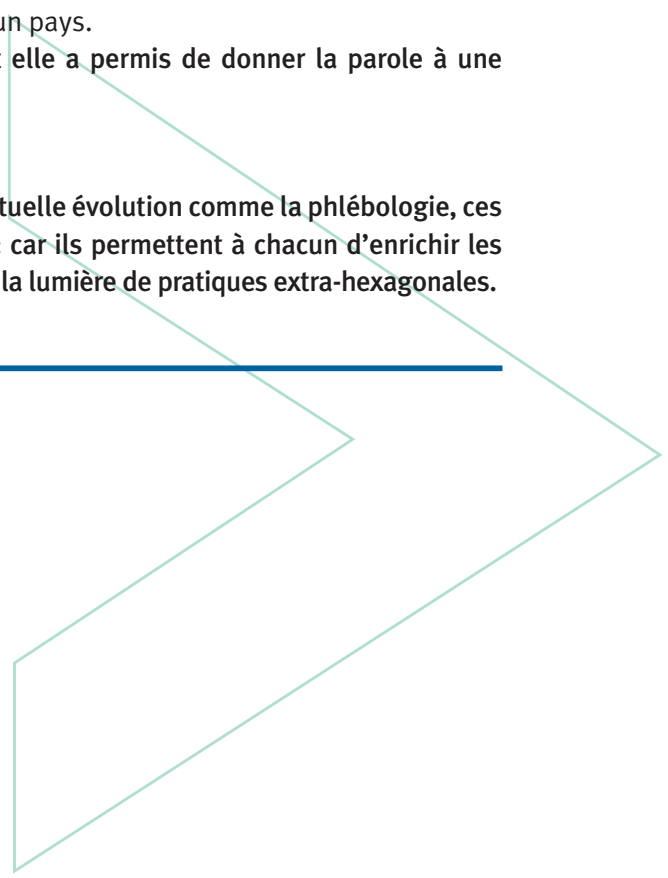 un pays.
elle a permis de donner la parole à une
tuelle évolution comme la phlébologie, ces
car ils permettent à chacun d’enrichir les
la lumière de pratiques extra-hexagonales.